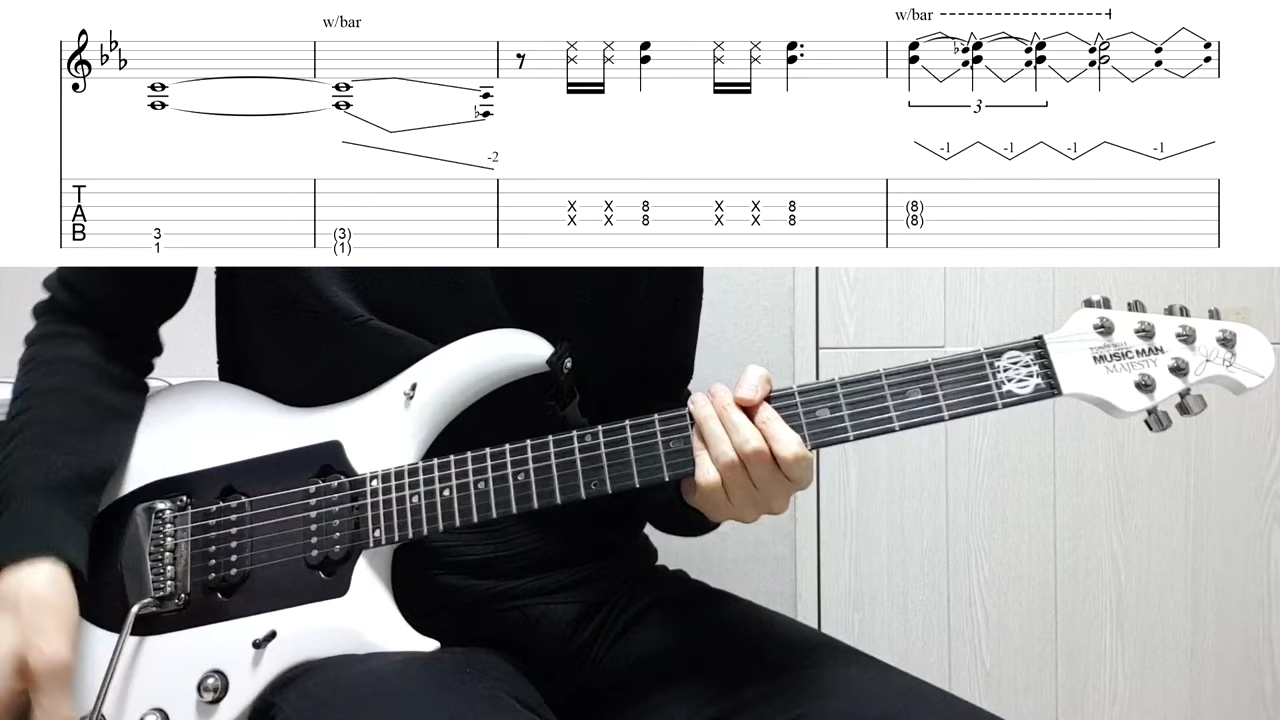 w/bar
w/bar
3
-2
-1
-1
-1
-1
T
A
B
3
1
(3)
(1)
X X 8 X X 8
X X 8 X X 8
(8)
(8)
MUSIC MAN
MAJESTY